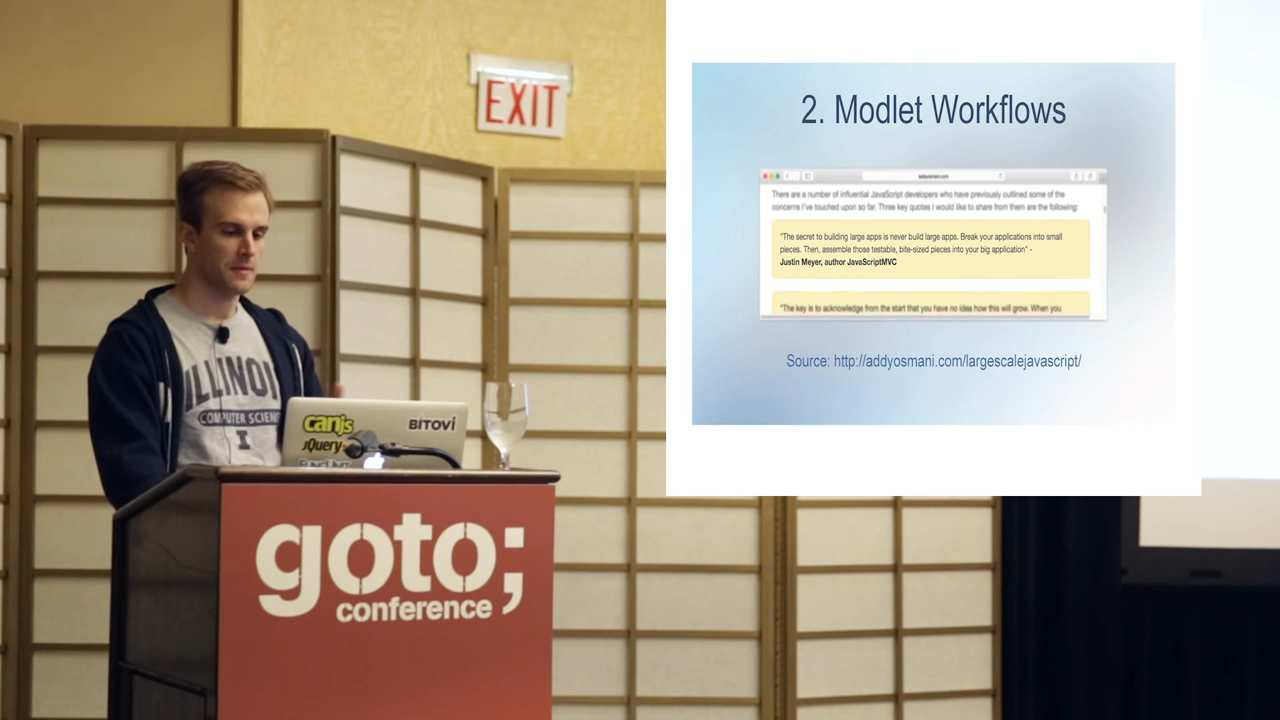 EXIT
2. Modlet Workflows
addyosmani.com
There are a number of influential JavaScript developers who have previously outlined some of the
concerns I've touched upon so far. Three key quotes I would like to share from them are the following:
"The secret to building large apps is never build large apps. Break your applications into small
pieces. Then, assemble those testable, bite-sized pieces into your big application" -
Justin Meyer, author JavaScriptMVC
"The key is to acknowledge from the start that you have no idea how this will grow. When you
Source: http://addyosmani.com/largescalejavascript/
ILLINOI
COMPUTER SCIENC
I
canjs
BITOVI
jQuery
goto;
conference